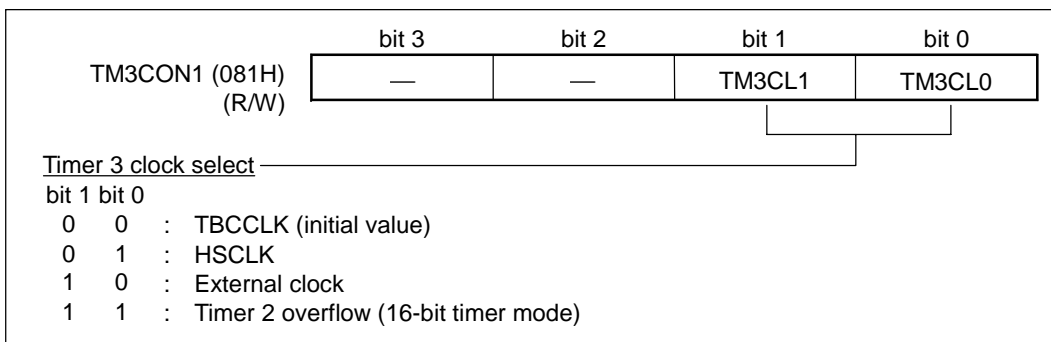 bit 3 bit 2 bit 1 bit 0
TM3CON1 (081H) — — TM3CL1 TM3CL0
(R/W)
Timer 3 clock select
bit 1 bit 0
0 0 : TBCCLK (initial value)
0 1 : HSCLK
1 0 : External clock
1 1 : Timer 2 overflow (16-bit timer mode)